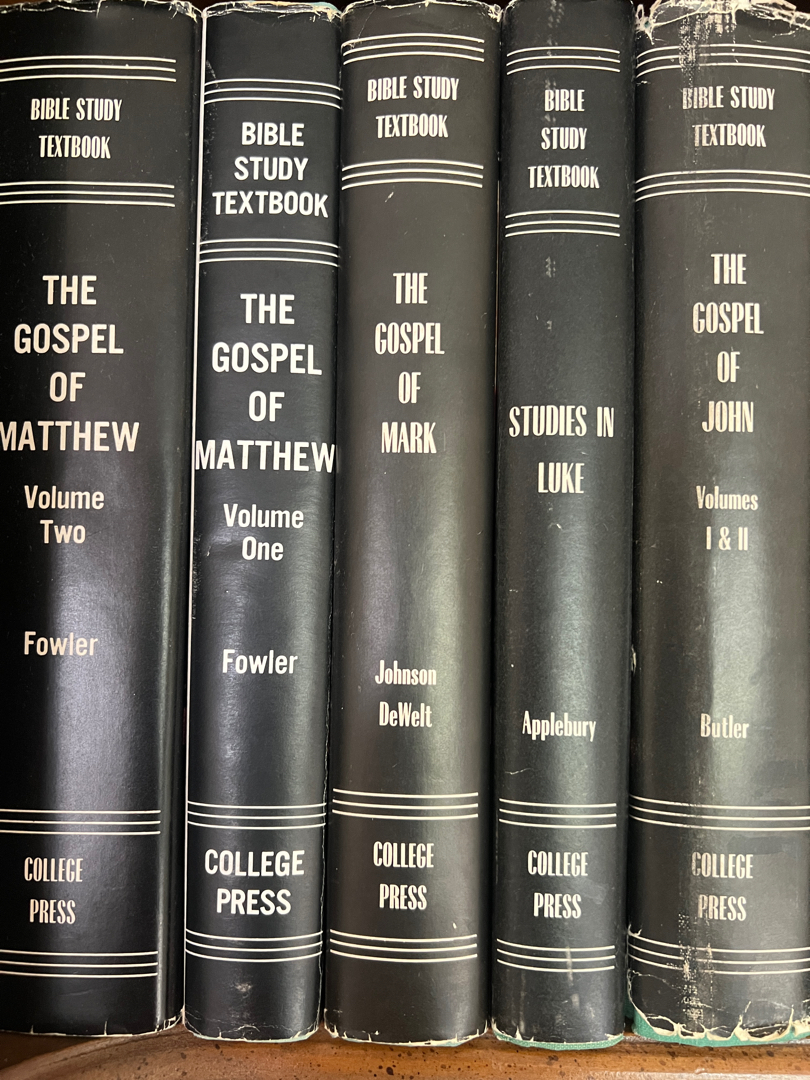 BIBLE STUDY
TEXTBOOK
THE
GOSPEL
OF
MATTHEW
Volume
Two
Fowler
COLLEGE
PRESS
BIBLE
STUDY
TEXTBOOK
THE
GOSPEL
OF
MATTHEW
Volume
One
Fowler
COLLEGE
PRESS
BIBLE STUDY
TEXTBOOK
THE
GOSPEL
OF
MARK
Johnson
DeWelt
COLLEGE
PRESS
BIBLE
STUDY
TEXTBOOK
STUDIES IN
LUKE
Applebury
COLLEGE
PRESS
BIBLE STUDY
TEXTBOOK
THE
GOSPEL
OF
JOHN
Volumes
I & II
Butler
COLLEGE
PRESS